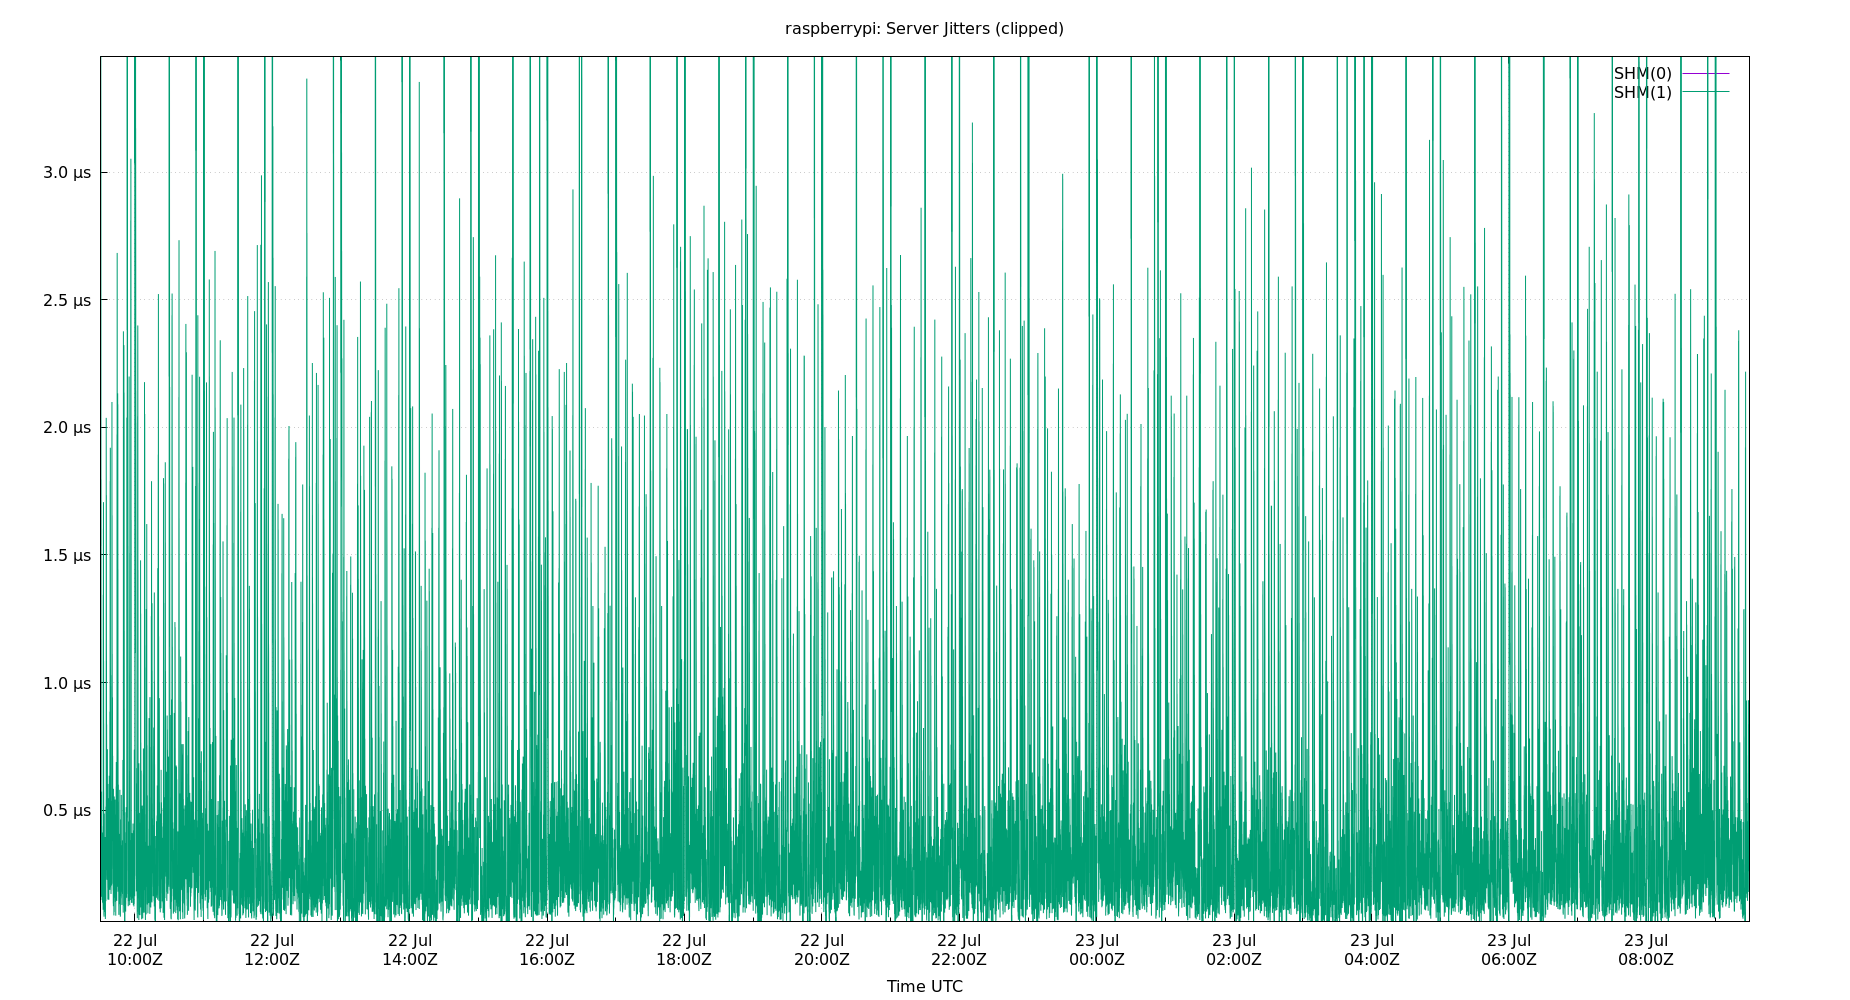 raspberrypi: Server Jitters (clipped)
SHM(0)
SHM(1)
3.0 µs
2.5 µs
2.0 µs
1.5 µs
1.0 µs
0.5 µs
22 Jul 22 Jul 22 Jul 22 Jul 22 Jul 22 Jul 22 Jul 23 Jul 23 Jul 23 Jul 23 Jul 23 Jul
10:00Z 12:00Z 14:00Z 16:00Z 18:00Z 20:00Z 22:00Z 00:00Z 02:00Z 04:00Z 06:00Z 08:00Z
Time UTC